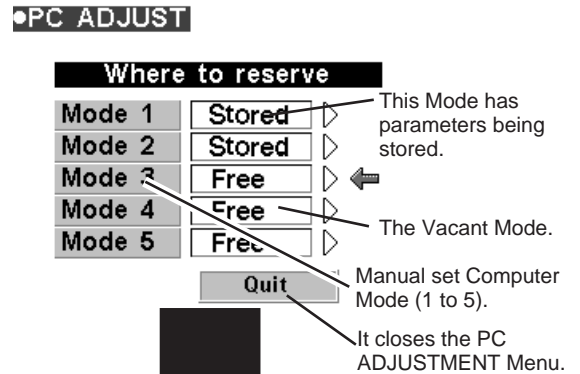 ●PC ADJUST
Where to reserve
Mode 1 Stored
Mode 2 Stored
Mode 3 Free
Mode 4 Free
Mode 5 Free
Quit
This Mode has
parameters being
stored.
The Vacant Mode.
Manual set Computer
Mode (1 to 5).
It closes the PC
ADJUSTMENT Menu.